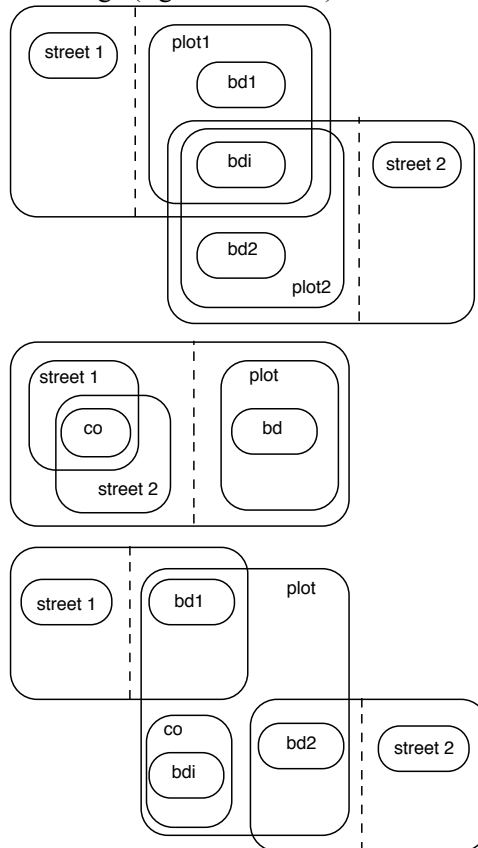 street 1
plot1
bd1
bdi
street 2
bd2
plot2
street 1
plot
co
bd
street 2
street 1
bd1
plot
co
bd2
street 2
bdi